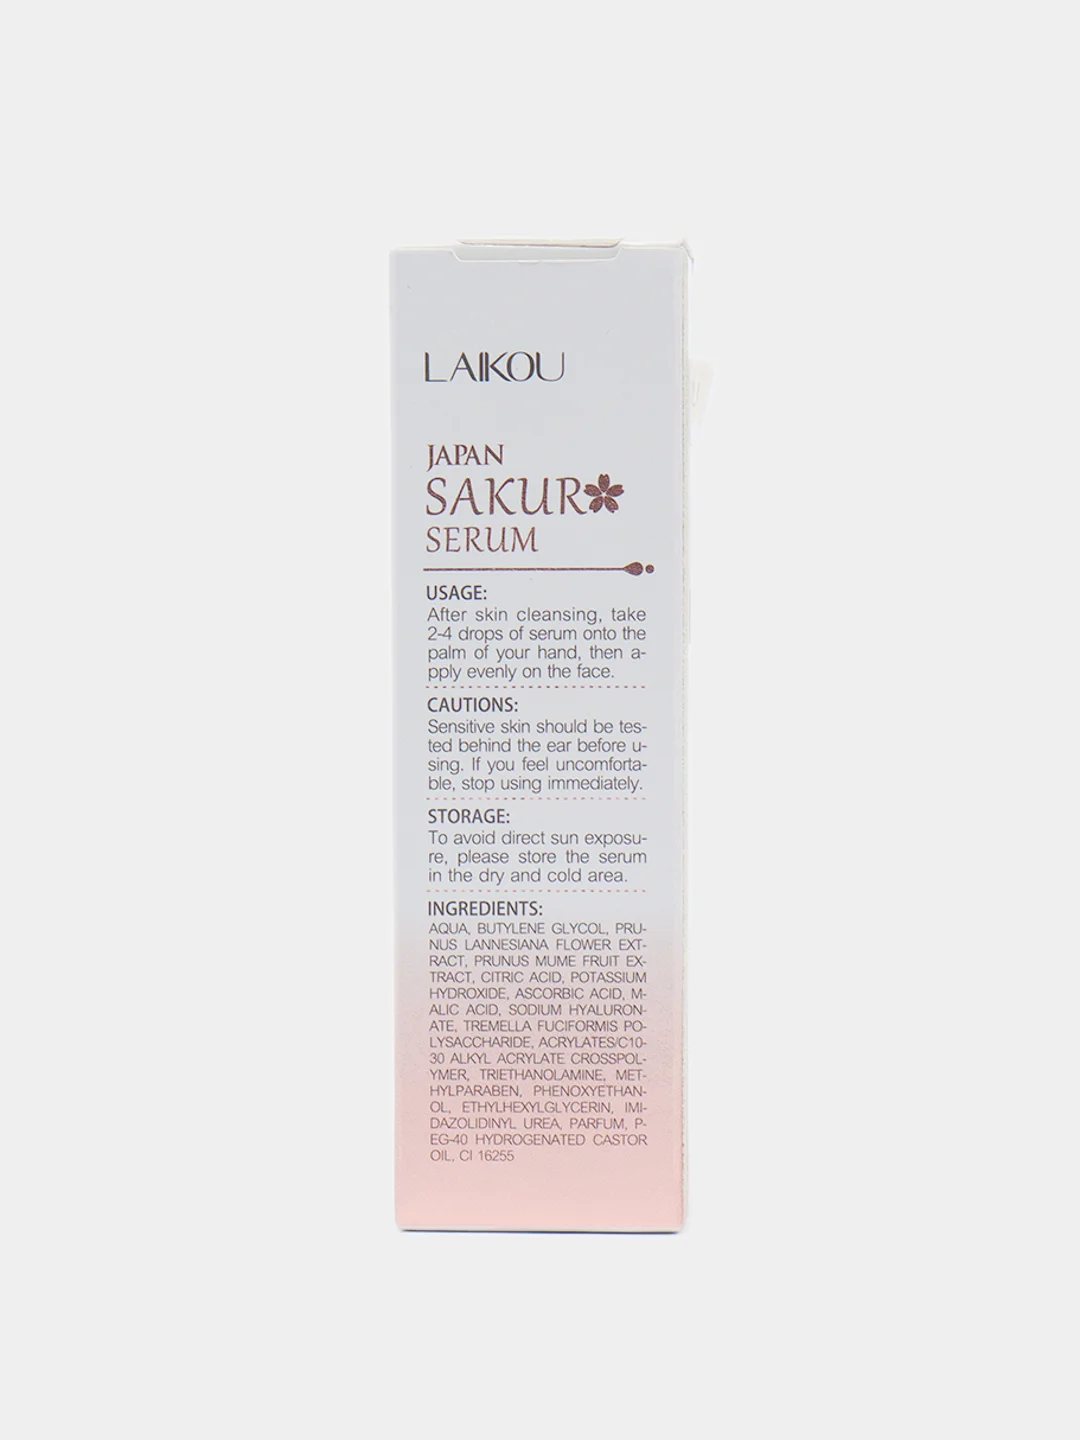 LAIKOU
JAPAN
SAKUR
SERUM
USAGE:
After skin cleansing, take
2-4 drops of serum onto the
palm of your hand, then a-
pply evenly on the face.
CAUTIONS:
Sensitive skin should be tes-
ted behind the ear before u-
sing. If you feel uncomforta-
ble, stop using immediately.
STORAGE:
To avoid direct sun exposu-
re, please store the serum
in the dry and cold area.
INGREDIENTS:
AQUA, BUTYLENE GLYCOL, PRU-
NUS LANNESIANA FLOWER EXT-
RACT, PRUNUS MUME FRUIT EX-
TRACT, CITRIC ACID, POTASSIUM
HYDROXIDE, ASCORBIC ACID, M-
ALIC ACID, SODIUM HYALURON-
ATE, TREMELLA FUCIFORMIS PO-
LYSACCHARIDE, ACRYLATES/C10-
30 ALKYL ACRYLATE CROSSPOL-
YMER, TRIETHANOLAMINE, MET-
HYLPARABEN, PHENOXYETHAN-
OL, ETHYLHEXYLGLYCERIN, IMI-
DAZOLIDINYL UREA, PARFUM, P-
EG-40 HYDROGENATED CASTOR
OIL, CI 16255